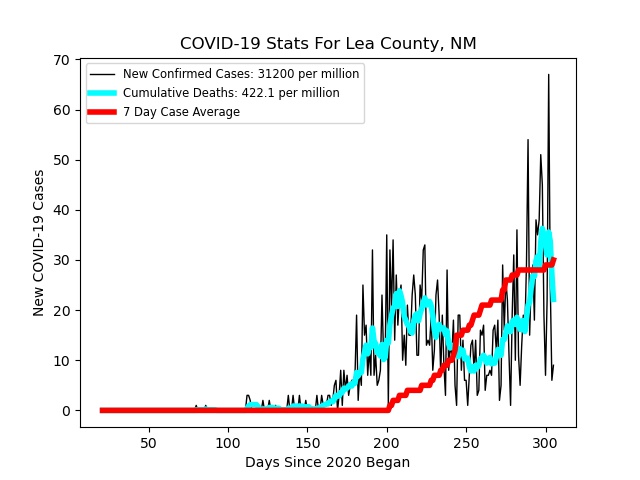 COVID-19 Stats For Lea County, NM
New Confirmed Cases: 31200 per million
Cumulative Deaths: 422.1 per million
7 Day Case Average
New COVID-19 Cases
70
60
50
40
30
20
10
0
50 100 150 200 250 300
Days Since 2020 Began